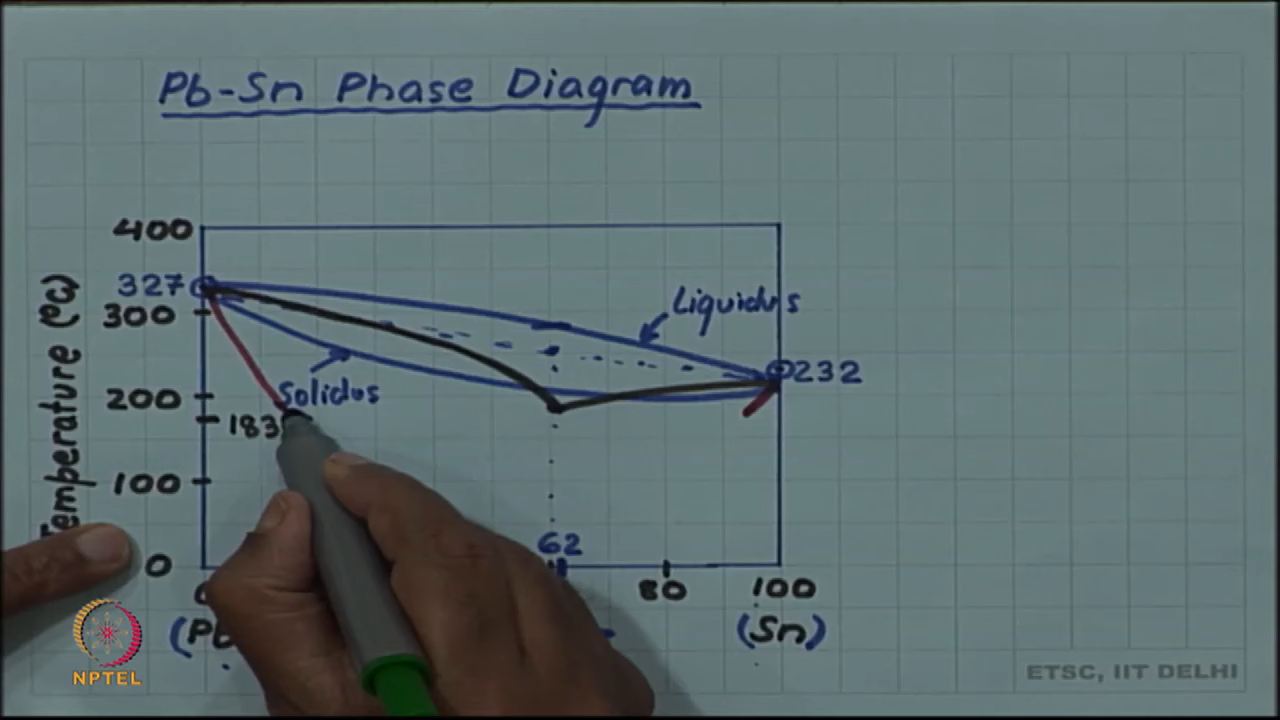 Pb-Sn Phase Diagram
400
327
300
200
183
100
0
Temperature (°C)
Liquidus
Solidus
232
62
80
100
(Sn)
NPTEL
ETSC, IIT DELHI